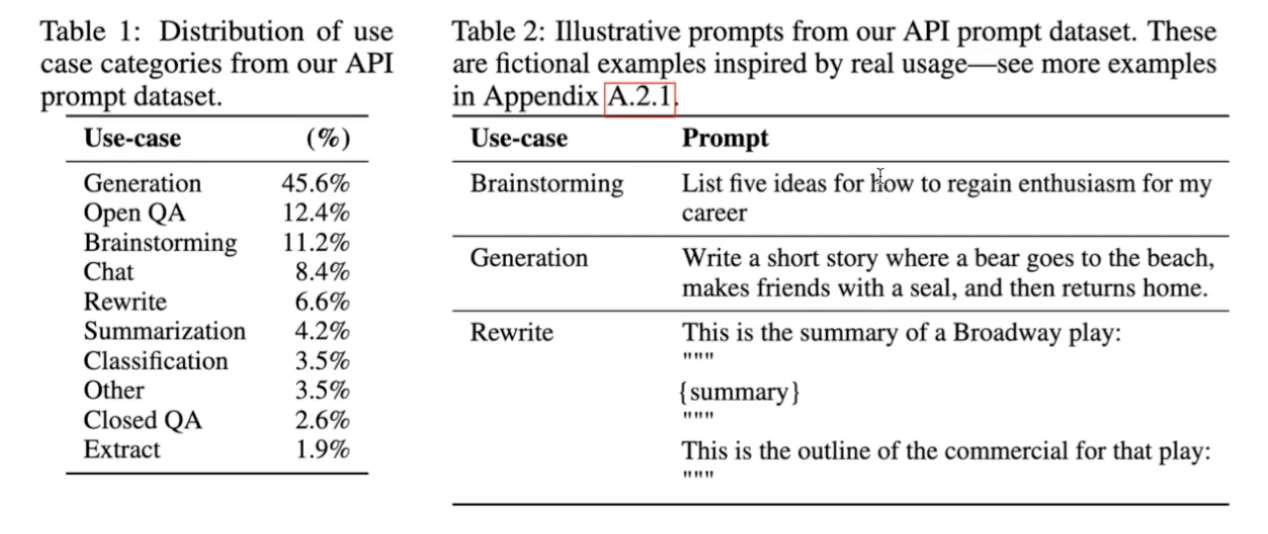 Table 1: Distribution of use
case categories from our API
prompt dataset.
Use-case (%)
Generation 45.6%
Open QA 12.4%
Brainstorming 11.2%
Chat 8.4%
Rewrite 6.6%
Summarization 4.2%
Classification 3.5%
Other 3.5%
Closed QA 2.6%
Extract 1.9%
Table 2: Illustrative prompts from our API prompt dataset. These
are fictional examples inspired by real usage—see more examples
in Appendix A.2.1.
Use-case Prompt
Brainstorming List five ideas for how to regain enthusiasm for my
career
Generation Write a short story where a bear goes to the beach,
makes friends with a seal, and then returns home.
Rewrite This is the summary of a Broadway play:
"""
{summary}
"""
This is the outline of the commercial for that play:
"""